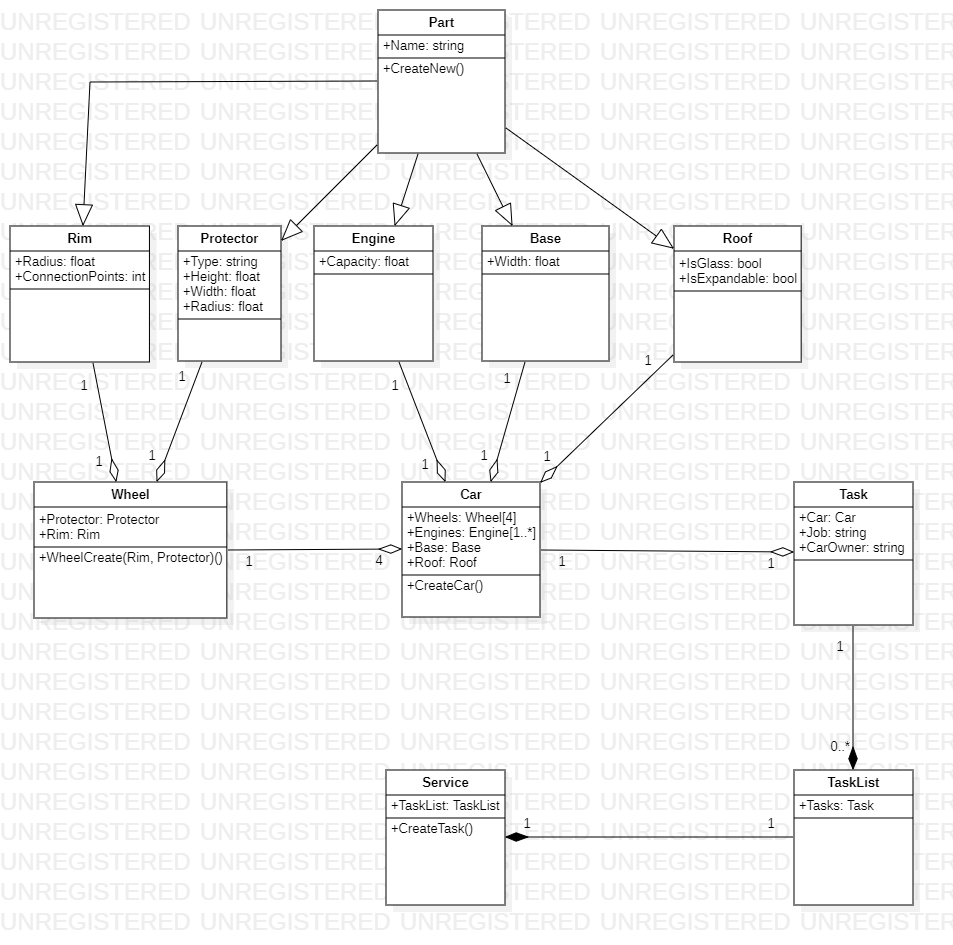 Part
+Name: string
+CreateNew()
Rim
+Radius: float
+ConnectionPoints: int
Protector
+Type: string
+Height: float
+Width: float
+Radius: float
Engine
+Capacity: float
Base
+Width: float
Roof
+IsGlass: bool
+IsExpandable: bool
1
1
1
1
1
1
1
1
1
1
Wheel
+Protector: Protector
+Rim: Rim
+WheelCreate(Rim, Protector)()
1
4
Car
+Wheels: Wheel[4]
+Engines: Engine[1..*]
+Base: Base
+Roof: Roof
+CreateCar()
1
1
Task
+Car: Car
+Job: string
+CarOwner: string
1
0..*
Service
+TaskList: TaskList
+CreateTask()
1
1
TaskList
+Tasks: Task
UNREGISTERED